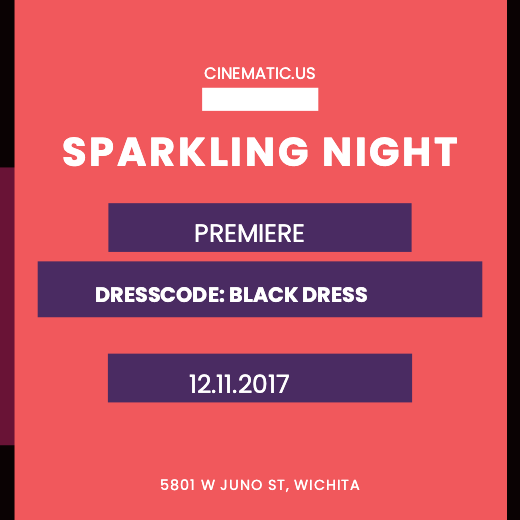 CINEMATIC.US
SPARKLING NIGHT
PREMIERE
DRESSCODE: BLACK DRESS
12.11.2017
5801 W JUNO ST, WICHITA